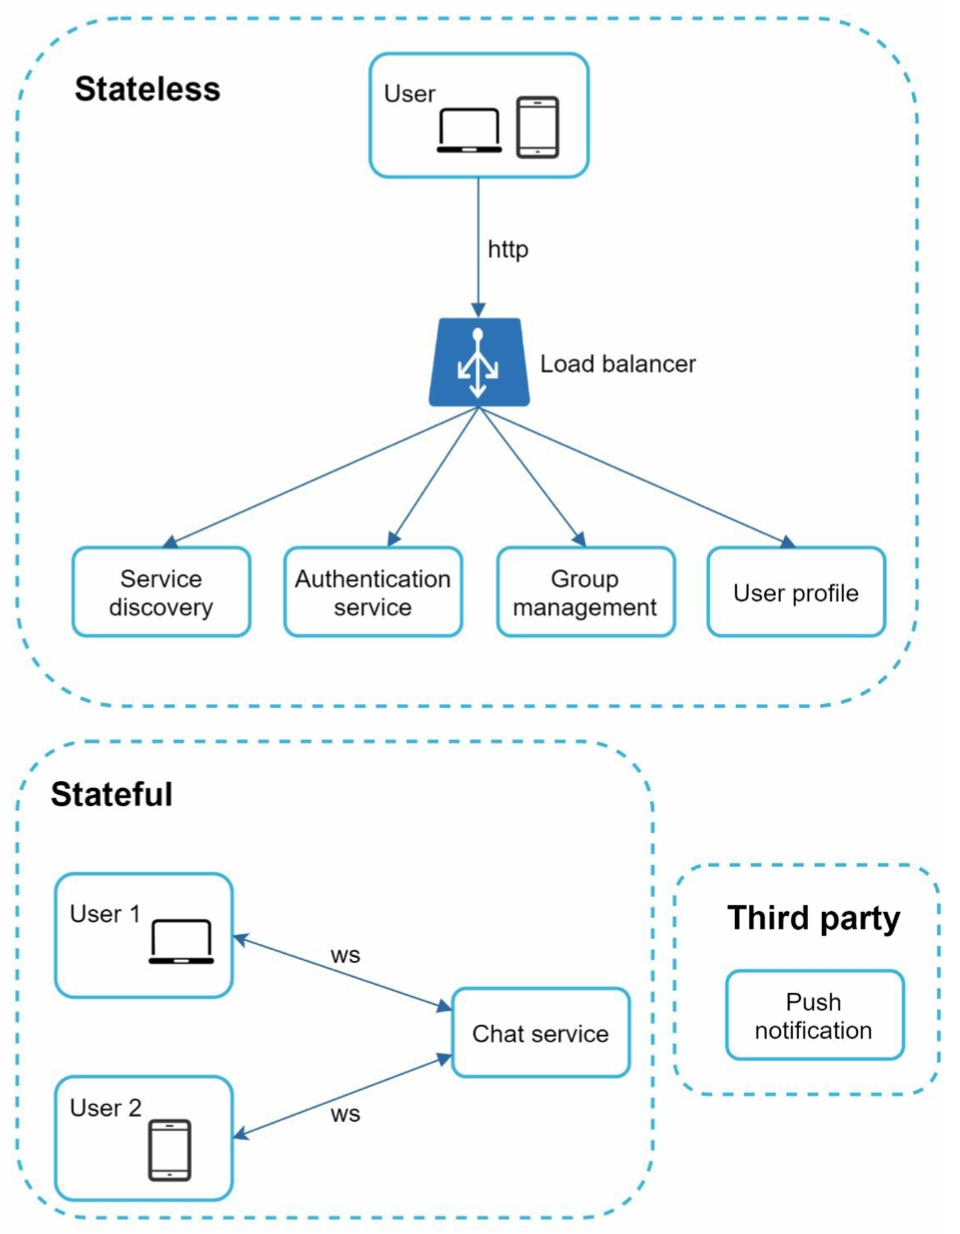 Stateless
User
http
Load balancer
Service
discovery
Authentication
service
Group
management
User profile
Stateful
User 1
ws
Chat service
User 2
ws
Third party
Push
notification